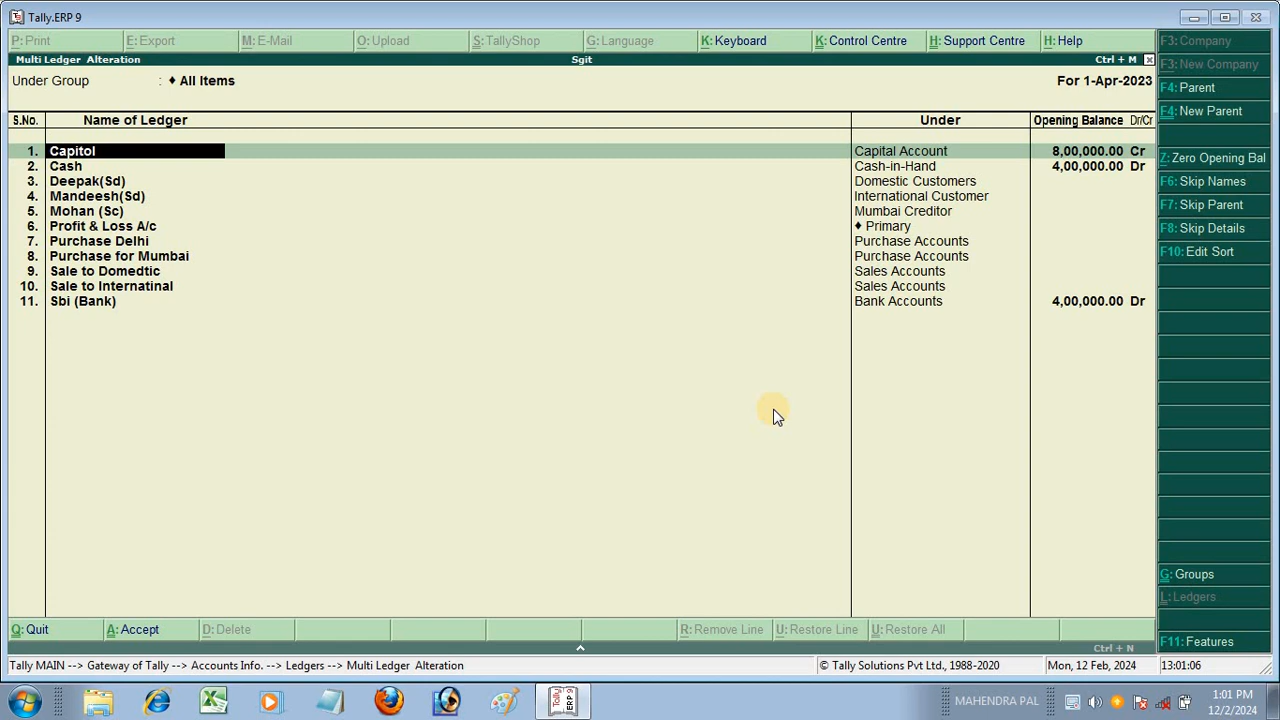 Tally.ERP 9
P: Print E: Export M: E-Mail O: Upload S: TallyShop G: Language K: Keyboard K: Control Centre H: Support Centre H: Help F3: Company
Multi Ledger Alteration Sgit Ctrl + M F3: New Company
Under Group : ♦ All Items For 1-Apr-2023
F4: Parent
F4: New Parent
S.No. Name of Ledger Under Opening Balance Dr/Cr
1. Capitol Capital Account 8,00,000.00 Cr
2. Cash Cash-in-Hand 4,00,000.00 Dr
3. Deepak(Sd) Domestic Customers
4. Mandeesh(Sd) International Customer
5. Mohan (Sc) Mumbai Creditor
6. Profit & Loss A/c ♦ Primary
7. Purchase Delhi Purchase Accounts
8. Purchase for Mumbai Purchase Accounts
9. Sale to Domedtic Sales Accounts
10. Sale to Internatinal Sales Accounts
11. Sbi (Bank) Bank Accounts 4,00,000.00 Dr
Z: Zero Opening Bal
F6: Skip Names
F7: Skip Parent
F8: Skip Details
F10: Edit Sort
G: Groups
L: Ledgers
F11: Features
Q: Quit A: Accept D: Delete R: Remove Line U: Restore Line U: Restore All
Ctrl + N
Tally MAIN --> Gateway of Tally --> Accounts Info. --> Ledgers --> Multi Ledger Alteration © Tally Solutions Pvt Ltd., 1988-2020 Mon, 12 Feb, 2024 13:01:06
MAHENDRA PAL 1:01 PM
12/2/2024